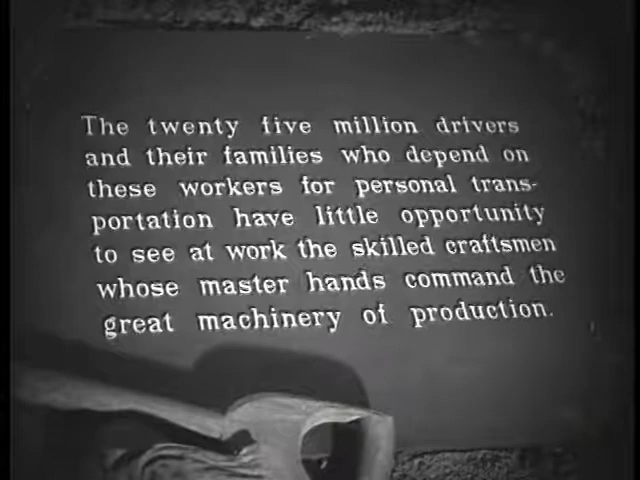 The twenty five million drivers
and their families who depend on
these workers for personal trans-
portation have little opportunity
to see at work the skilled craftsmen
whose master hands command the
great machinery of production.